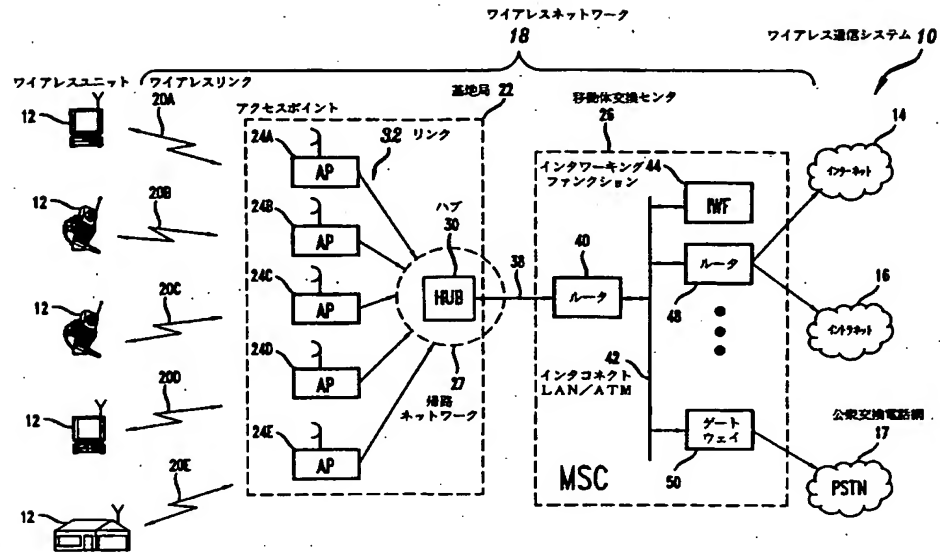 ワイアレスネットワーク
18
ワイアレス通信システム 10
ワイアレスユニット
ワイアレスリンク
アクセスポイント
基地局 22
移動体交換センタ
26
14
12
20A
24A
AP
32 リンク
インタワーキング 44
ファンクション
IWF
インターネット
12
20B
24B
AP
ハブ
30
40
ルータ
48
16
12
20C
24C
AP
HUB
38
ルータ
イントラネット
12
20D
24D
AP
27
帰路
ネットワーク
42
インタコネクト
LAN/ATM
公衆交換電話網
17
12
20E
24E
AP
MSC
ゲート
ウェイ
50
PSTN